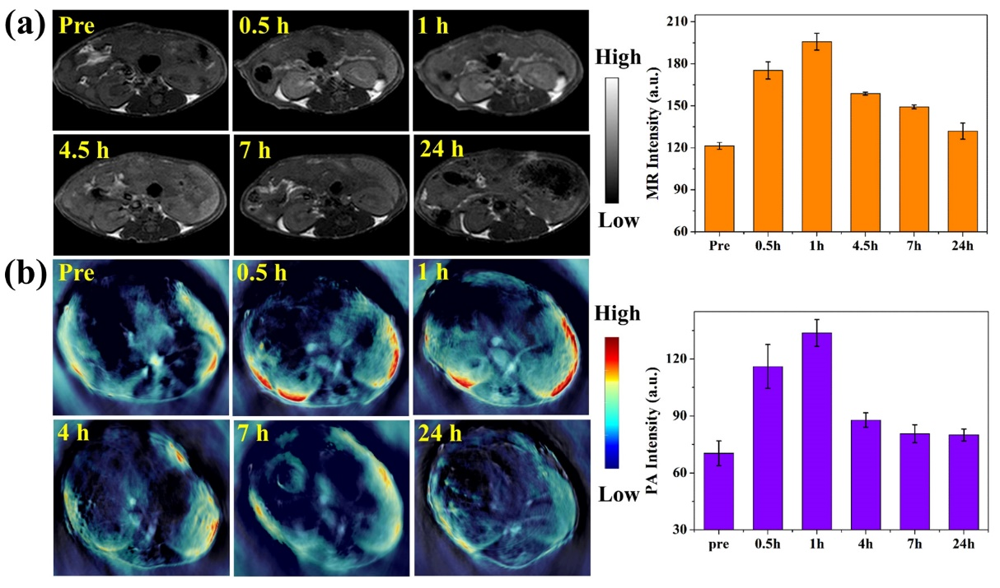 (a)
Pre
0.5 h
1 h
4.5 h
7 h
24 h
High
Low
MR Intensity (a.u.)
210
180
150
120
90
60
Pre
0.5h
1h
4.5h
7h
24h
(b)
Pre
0.5 h
1 h
4 h
7 h
24 h
High
Low
PA Intensity (a.u.)
120
90
60
30
pre
0.5h
1h
4h
7h
24h